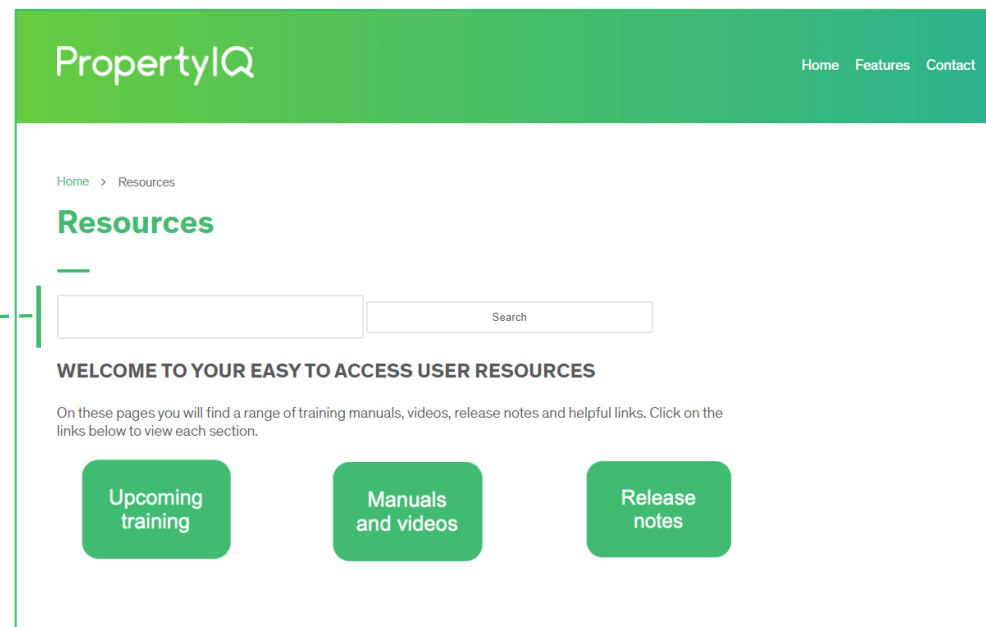 PropertyIQ
Home Features Contact
Home > Resources
Resources
Search
WELCOME TO YOUR EASY TO ACCESS USER RESOURCES
On these pages you will find a range of training manuals, videos, release notes and helpful links. Click on the
links below to view each section.
Upcoming
training
Manuals
and videos
Release
notes